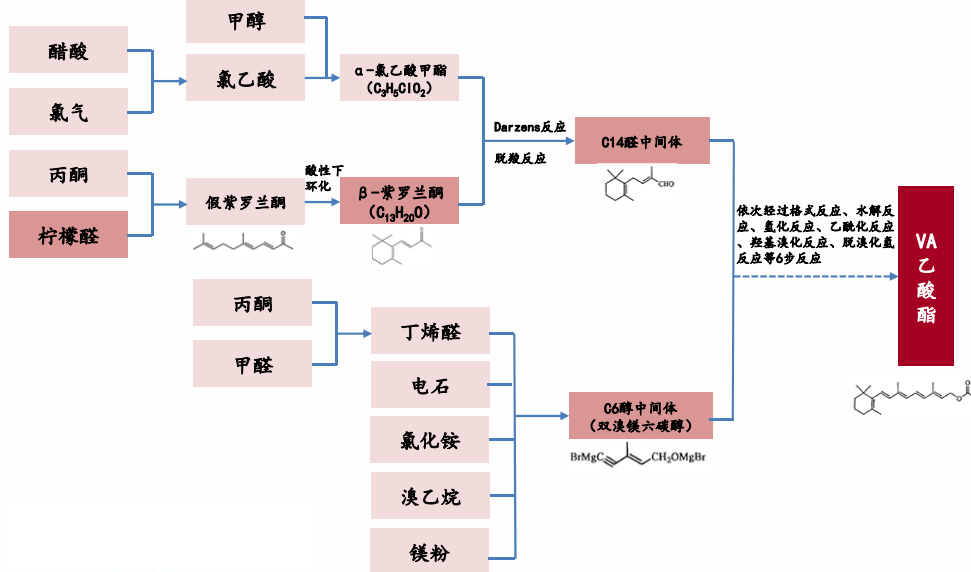 甲醇
醋酸
氯乙酸
氯气
α-氯乙酸甲酯
(C₃H₅ClO₂)
Darzens反应
脱羧反应
C14醛中间体
CHO
丙酮
柠檬醛
假紫罗兰酮
酸性下
环化
β-紫罗兰酮
(C₁₃H₂₀O)
O
O
依次经过格式反应、水解反
应、氢化反应、乙酰化反应
、羟基溴化反应、脱溴化氢
反应等6步反应
VA
乙
酸
酯
O
O
丙酮
甲醛
丁烯醛
电石
氯化铵
溴乙烷
镁粉
C6醇中间体
(双溴镁六碳醇)
BrMgC
CH₂OMgBr